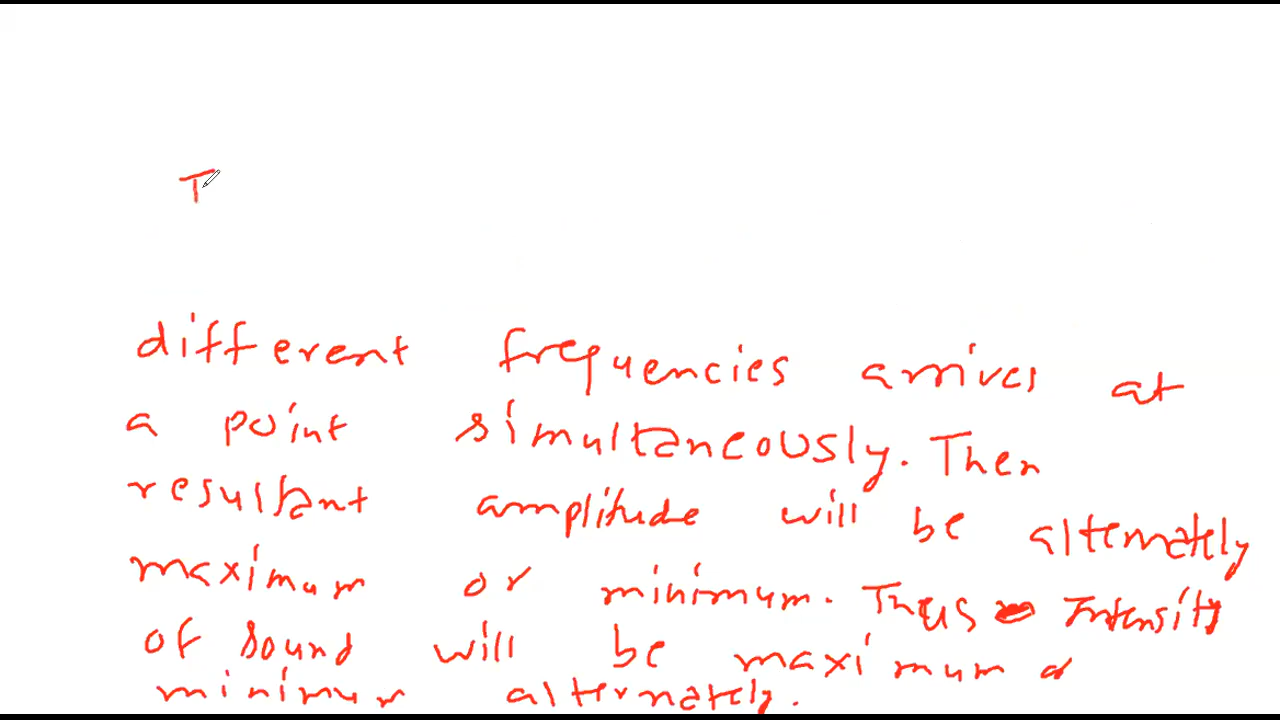 T
different frequencies arrives at
a point simultaneously. Then
resultant amplitude will be alternately
maximum or minimum. Thus Intensity
of sound will be maximum or
minimum alternately.